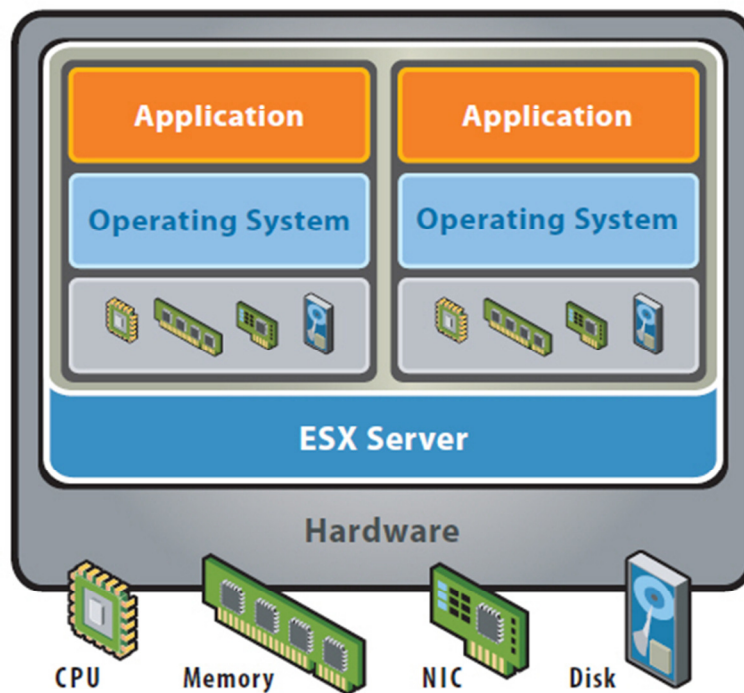 Application
Application
Operating System
Operating System
ESX Server
Hardware
CPU
Memory
NIC
Disk